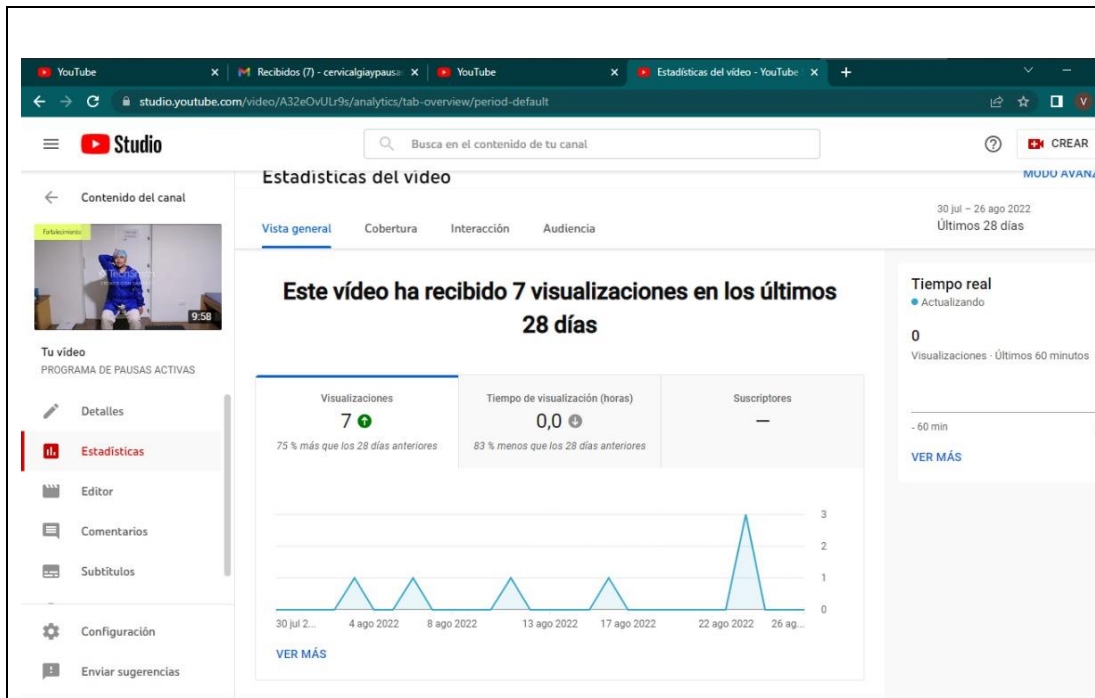 YouTube
Recibidos (7) - cervicalgiaypausa
YouTube
Estadísticas del vídeo - YouTube
studio.youtube.com/video/A32eOvULr9s/analytics/tab-overview/period-default
V
Studio
Busca en el contenido de tu canal
CREAR
Contenido del canal
Estadísticas del vídeo
MODO AVANZ
Fortalecimiento
TechSmith
9:58
Vista general
Cobertura
Interacción
Audiencia
30 jul – 26 ago 2022
Últimos 28 días
Este vídeo ha recibido 7 visualizaciones en los últimos
28 días
Tiempo real
Actualizando
0
Visualizaciones · Últimos 60 minutos
- 60 min
VER MÁS
Tu vídeo
PROGRAMA DE PAUSAS ACTIVAS
Detalles
Estadísticas
Editor
Comentarios
Subtítulos
Configuración
Enviar sugerencias
Visualizaciones
7
75 % más que los 28 días anteriores
Tiempo de visualización (horas)
0,0
83 % menos que los 28 días anteriores
Suscriptores
—
3
2
1
0
30 jul 2...
4 ago 2022
8 ago 2022
13 ago 2022
17 ago 2022
22 ago 2022
26 ag...
VER MÁS